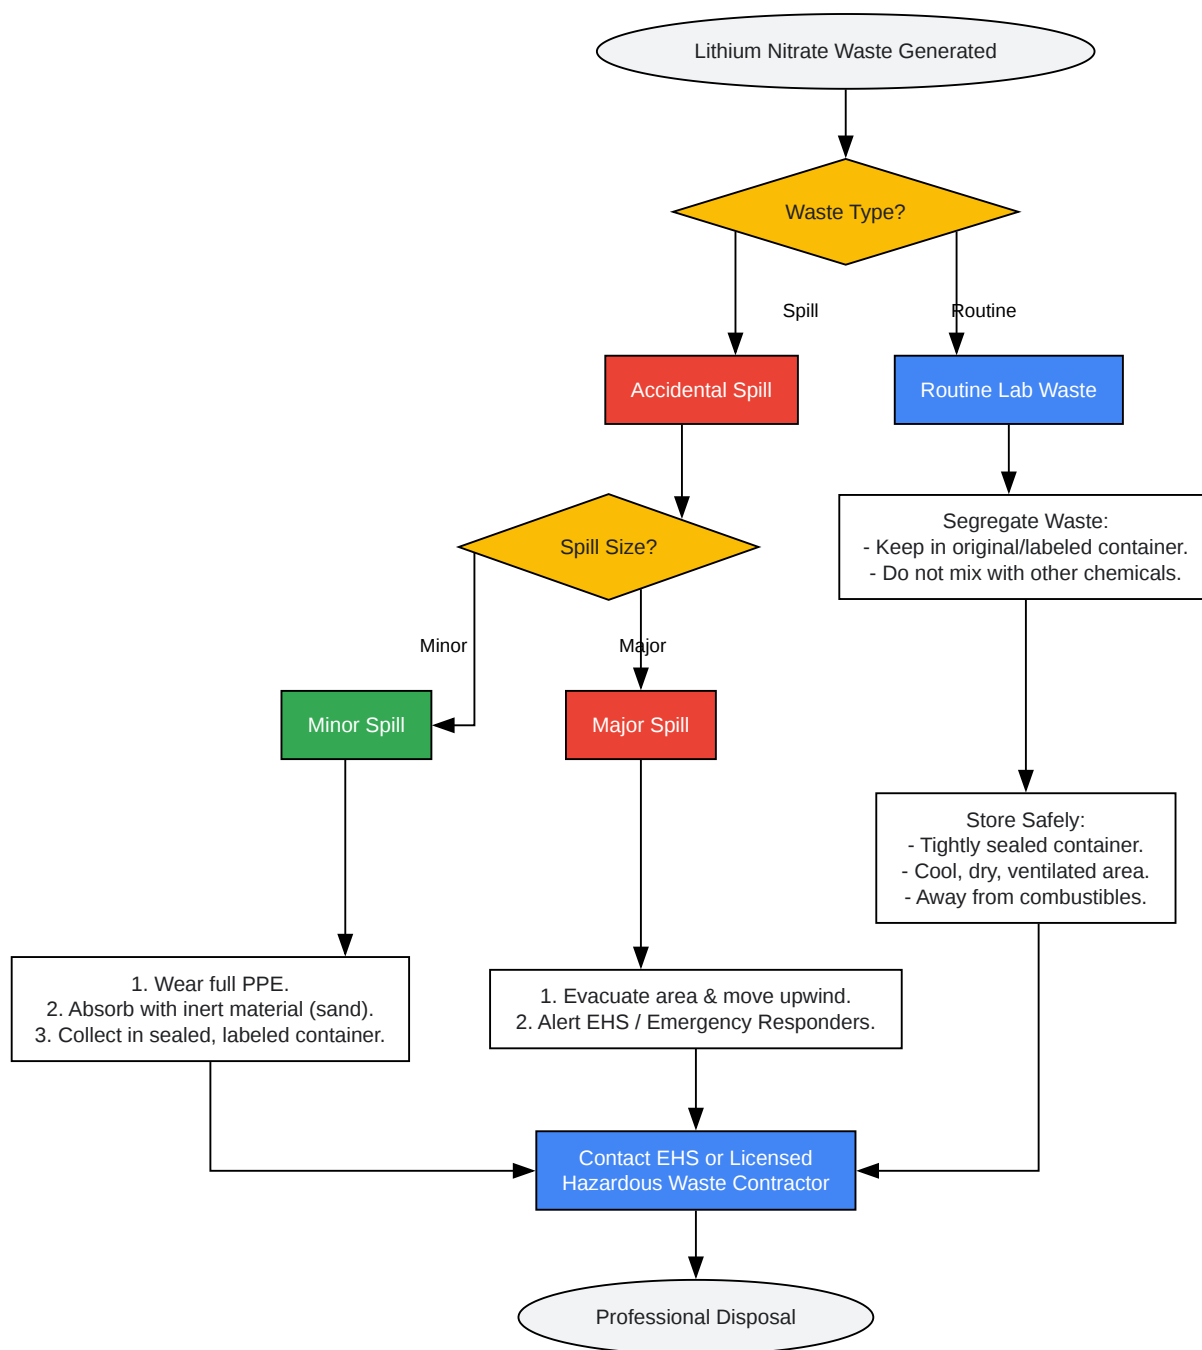 Lithium Nitrate Waste Generated
Waste Type?
Spill
Routine
Accidental Spill
Routine Lab Waste
Segregate Waste:
- Keep in original/labeled container.
- Do not mix with other chemicals.
Spill Size?
Minor
Major
Minor Spill
Major Spill
Store Safely:
- Tightly sealed container.
- Cool, dry, ventilated area.
- Away from combustibles.
1. Wear full PPE.
2. Absorb with inert material (sand).
3. Collect in sealed, labeled container.
1. Evacuate area & move upwind.
2. Alert EHS / Emergency Responders.
Contact EHS or Licensed
Hazardous Waste Contractor
Professional Disposal